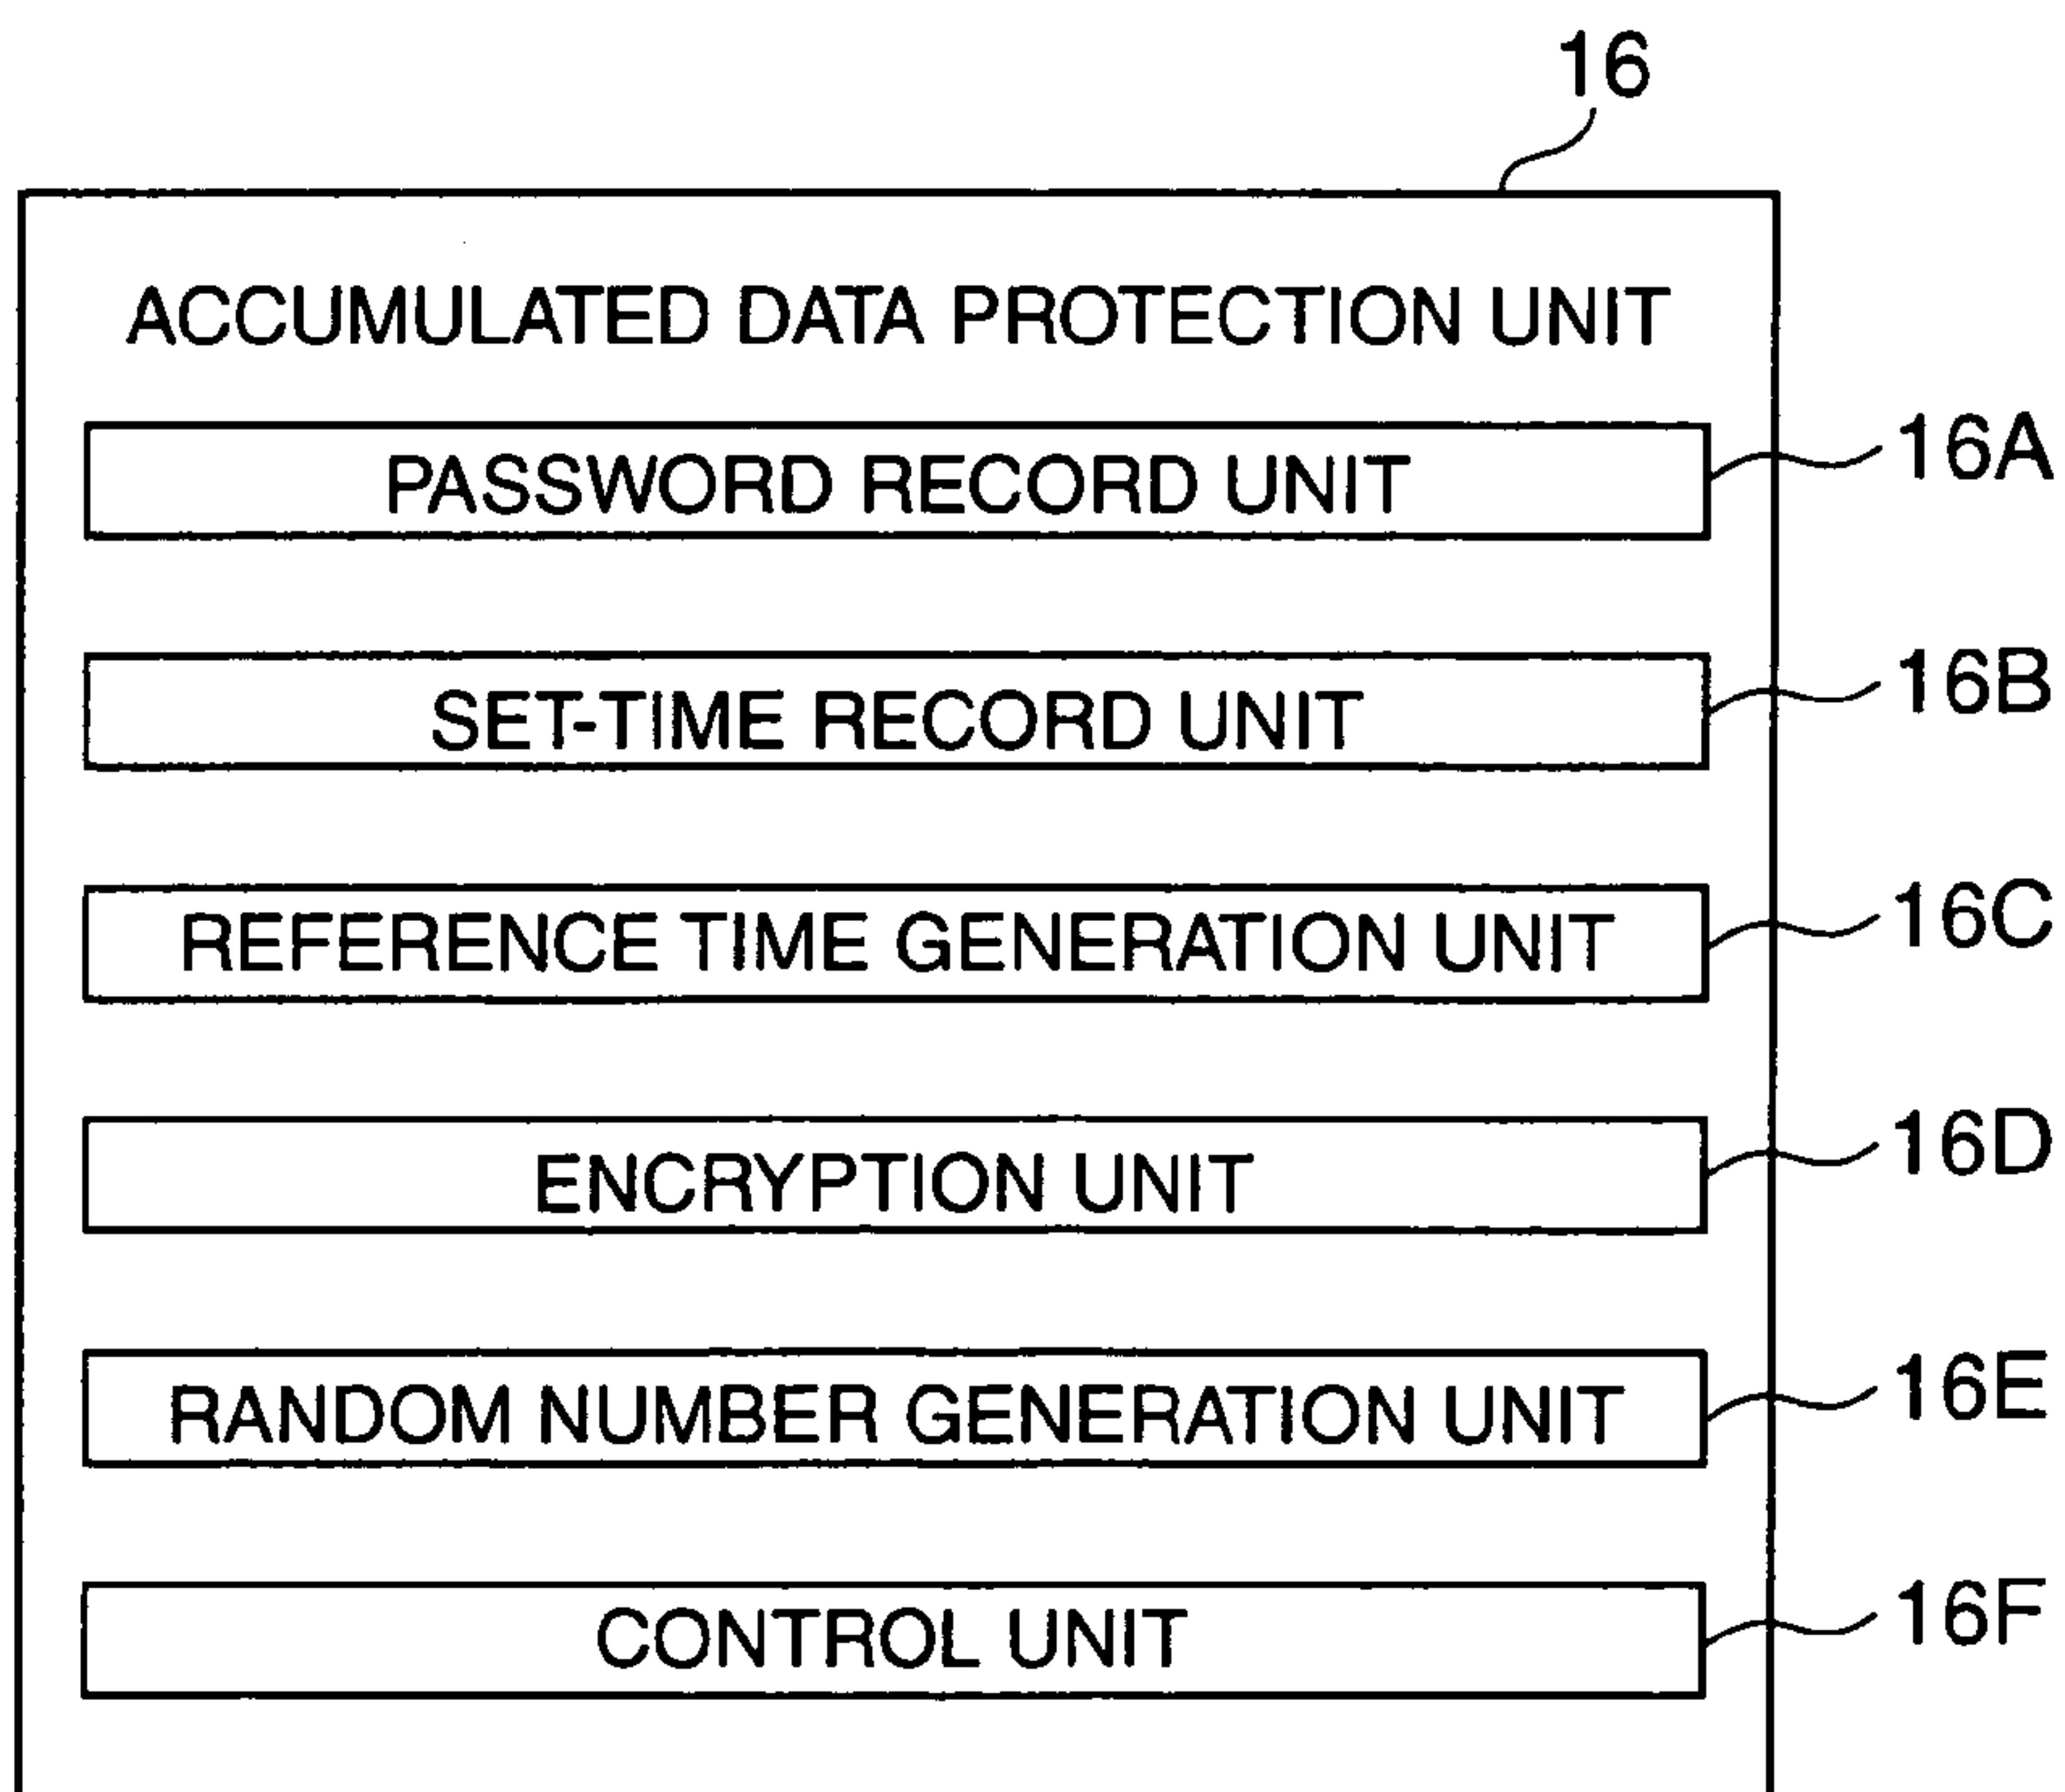 16
ACCUMULATED DATA PROTECTION UNIT
PASSWORD RECORD UNIT 16A
SET-TIME RECORD UNIT 16B
REFERENCE TIME GENERATION UNIT 16C
ENCRYPTION UNIT 16D
RANDOM NUMBER GENERATION UNIT 16E
CONTROL UNIT 16F